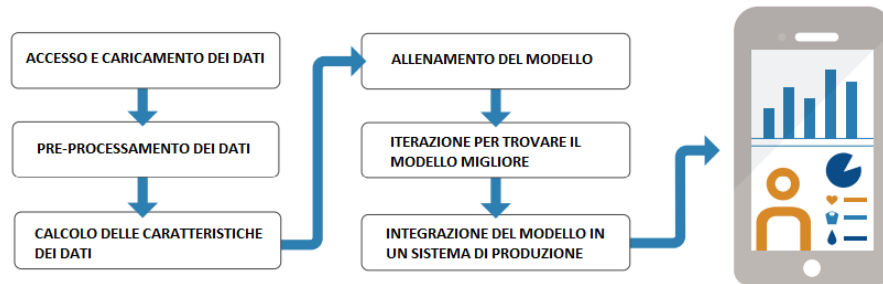 ACCESSO E CARICAMENTO DEI DATI
PRE-PROCESSAMENTO DEI DATI
CALCOLO DELLE CARATTERISTICHE
DEI DATI
ALLENAMENTO DEL MODELLO
ITERAZIONE PER TROVARE IL
MODELLO MIGLIORE
INTEGRAZIONE DEL MODELLO IN
UN SISTEMA DI PRODUZIONE